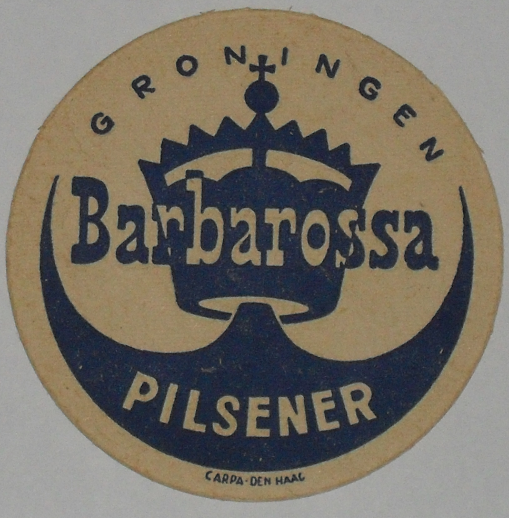 GRONINGEN
Barbarossa
PILSENER
CARPA·DEN HAAG